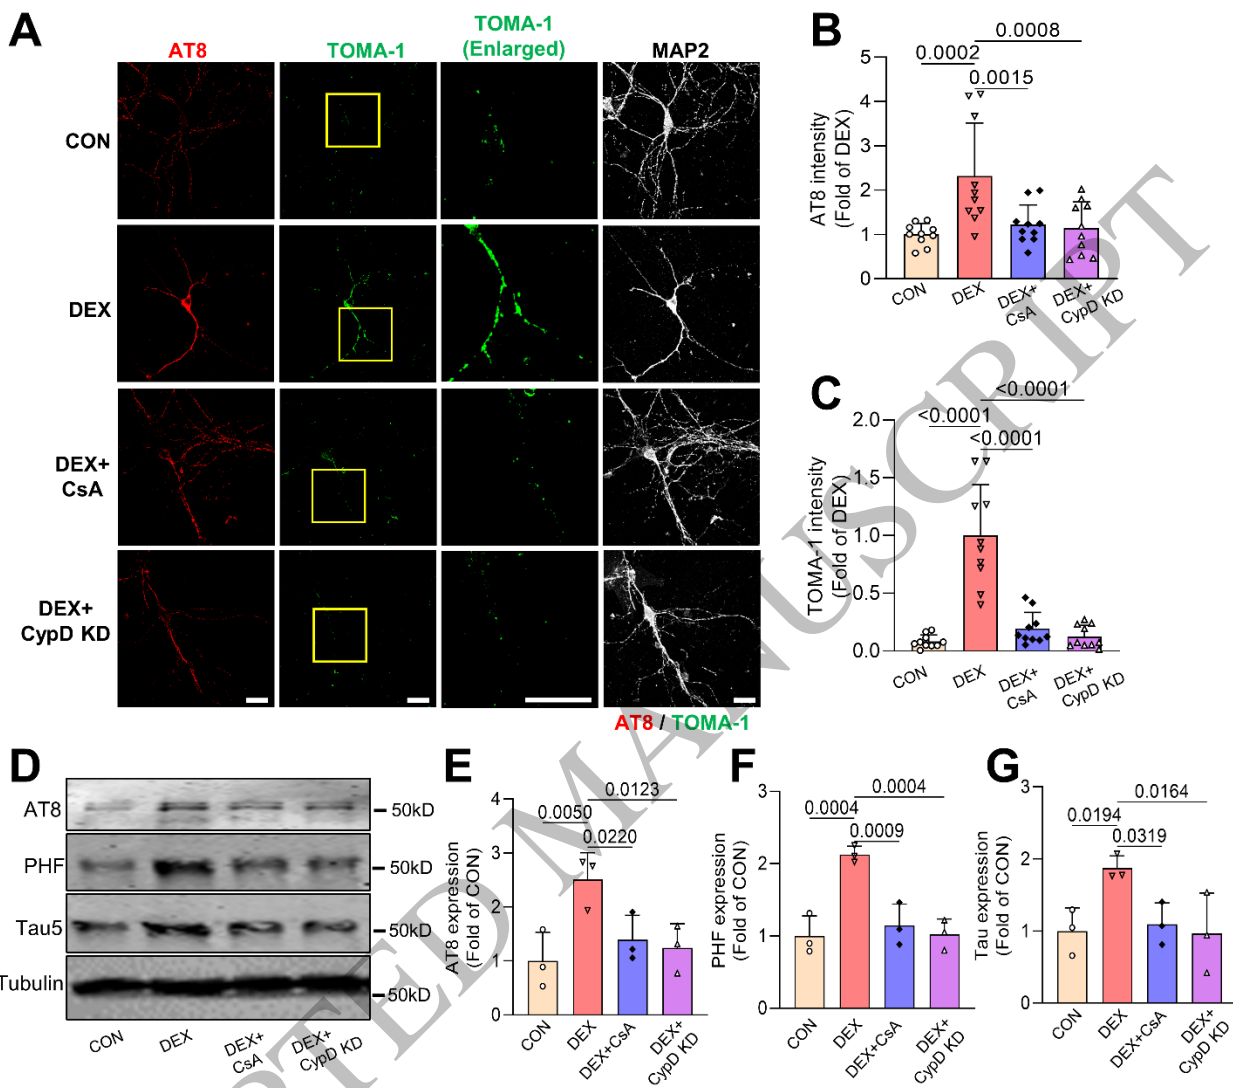 A
AT8
TOMA-1
TOMA-1
(Enlarged)
MAP2
CON
DEX
DEX+
CsA
DEX+
CypD KD
AT8 / TOMA-1
B
0.0008
0.0002
0.0015
AT8 intensity
(Fold of DEX)
5
4
3
2
1
0
CON
DEX
DEX+
CsA
DEX+
CypD KD
C
<0.0001
<0.0001
<0.0001
TOMA-1 intensity
(Fold of DEX)
2.0
1.5
1.0
0.5
0.0
CON
DEX
DEX+
CsA
DEX+
CypD KD
D
AT8
50kD
PHF
50kD
Tau5
50kD
Tubulin
50kD
CON
DEX
DEX+
CsA
DEX+
CypD KD
E
0.0123
0.0050
0.0220
AT8 expression
(Fold of CON)
4
3
2
1
0
CON
DEX
DEX+CsA
DEX+
CypD KD
F
0.0004
0.0004
0.0009
PHF expression
(Fold of CON)
3
2
1
0
CON
DEX
DEX+CsA
DEX+
CypD KD
G
0.0164
0.0194
0.0319
Tau expression
(Fold of CON)
3
2
1
0
CON
DEX
DEX+CsA
DEX+
CypD KD
PTED MANUSCRIPT